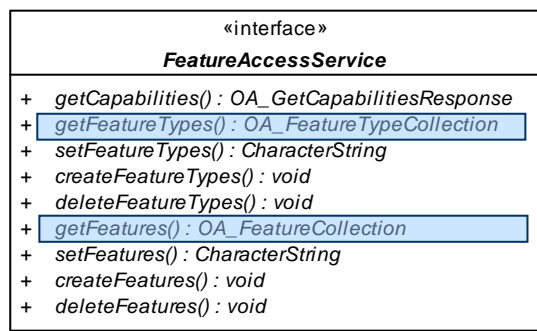 «interface»
FeatureAccessService
+ getCapabilities() : OA_GetCapabilitiesResponse
+ getFeatureTypes() : OA_FeatureTypeCollection
+ setFeatureTypes() : CharacterString
+ createFeatureTypes() : void
+ deleteFeatureTypes() : void
+ getFeatures() : OA_FeatureCollection
+ setFeatures() : CharacterString
+ createFeatures() : void
+ deleteFeatures() : void